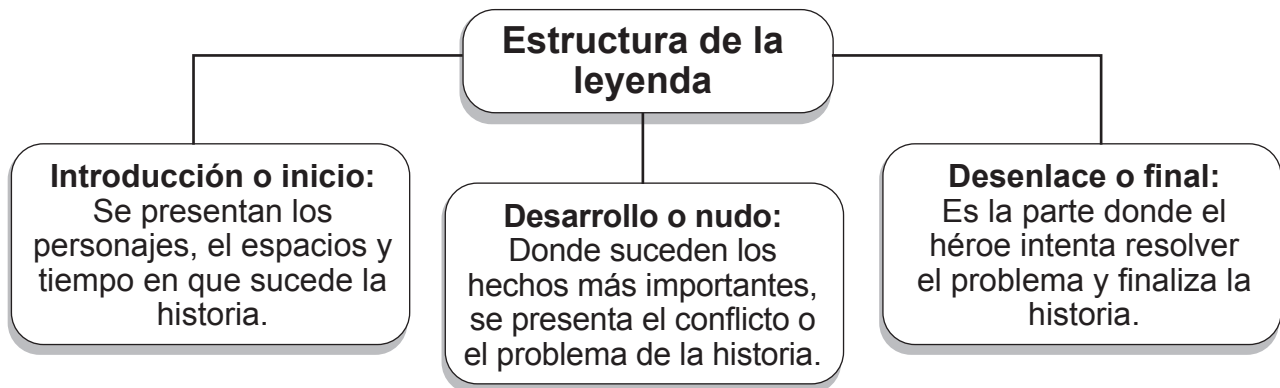 Estructura de la
leyenda
Introducción o inicio:
Se presentan los
personajes, el espacios y
tiempo en que sucede la
historia.
Desarrollo o nudo:
Donde suceden los
hechos más importantes,
se presenta el conflicto o
el problema de la historia.
Desenlace o final:
Es la parte donde el
héroe intenta resolver
el problema y finaliza la
historia.